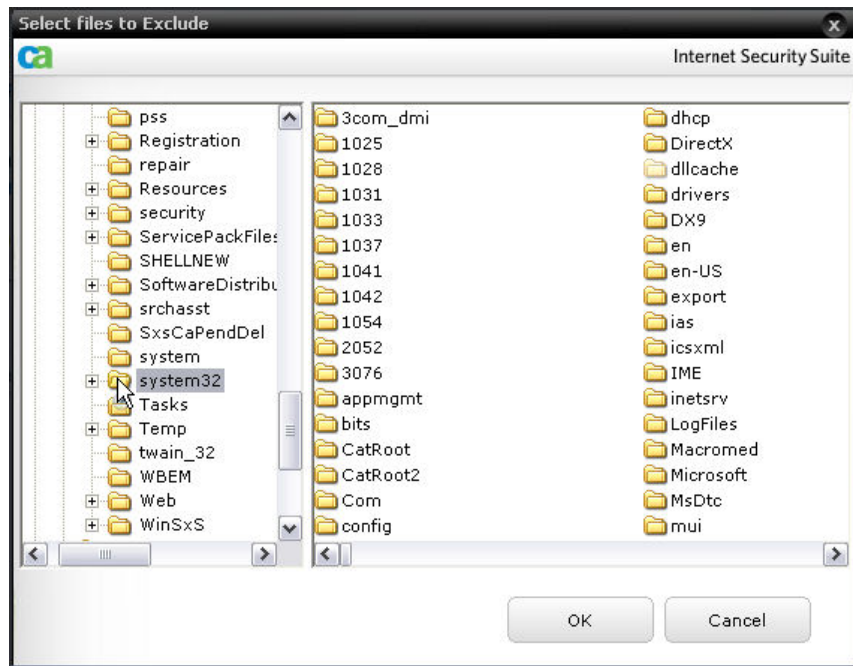 Select files to Exclude
ca
Internet Security Suite
pss
Registration
repair
Resources
security
ServicePackFiles
SHELLNEW
SoftwareDistribu
srchasst
SxsCaPendDel
system
system32
Tasks
Temp
twain_32
WBEM
Web
WinSxS
3com_dmi
1025
1028
1031
1033
1037
1041
1042
1054
2052
3076
appmgmt
bits
CatRoot
CatRoot2
Com
config
dhcp
DirectX
dllcache
drivers
DX9
en
en-US
export
ias
icsxml
IME
inetsrv
LogFiles
Macromed
Microsoft
MsDtc
mui
OK
Cancel